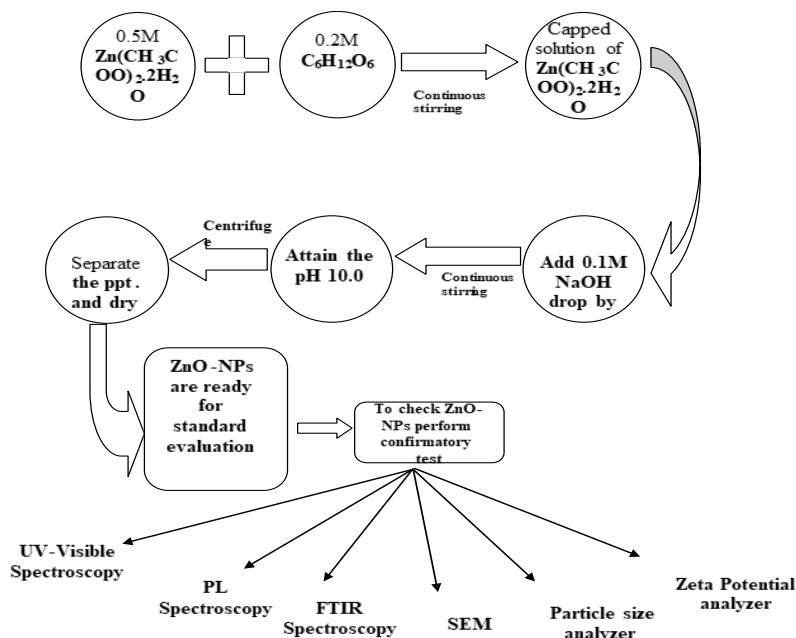 0.5M
Zn(CH3C
OO)2.2H2
O
0.2M
C6H12O6
Continuous
stirring
Capped
solution of
Zn(CH3C
OO)2.2H2
O
Add 0.1M
NaOH
drop by
Continuous
stirring
Attain the
pH 10.0
Centrifug
e
Separate
the ppt.
and dry
ZnO-NPs
are ready
for
standard
evaluation
To check ZnO-
NPs perform
confirmatory
test
UV-Visible
Spectroscopy
PL
Spectroscopy
FTIR
Spectroscopy
SEM
Particle size
analyzer
Zeta Potential
analyzer